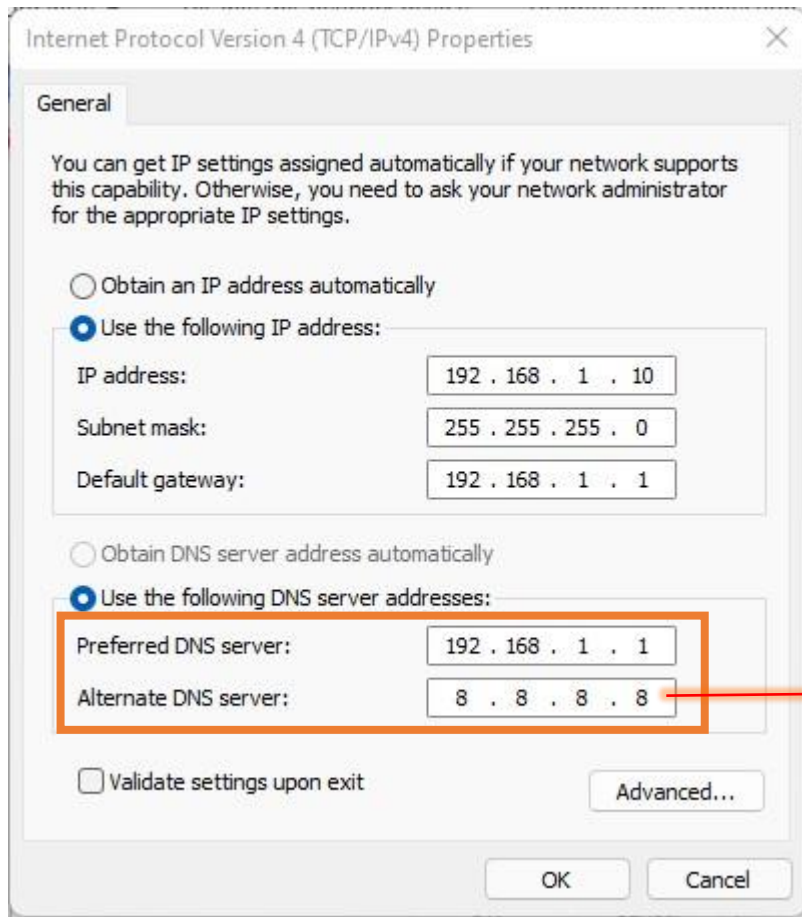 Internet Protocol Version 4 (TCP/IPv4) Properties
General
You can get IP settings assigned automatically if your network supports
this capability. Otherwise, you need to ask your network administrator
for the appropriate IP settings.
Obtain an IP address automatically
Use the following IP address:
IP address: 192 . 168 . 1 . 10
Subnet mask: 255 . 255 . 255 . 0
Default gateway: 192 . 168 . 1 . 1
Obtain DNS server address automatically
Use the following DNS server addresses:
Preferred DNS server: 192 . 168 . 1 . 1
Alternate DNS server: 8 . 8 . 8 . 8
Validate settings upon exit
Advanced...
OK Cancel